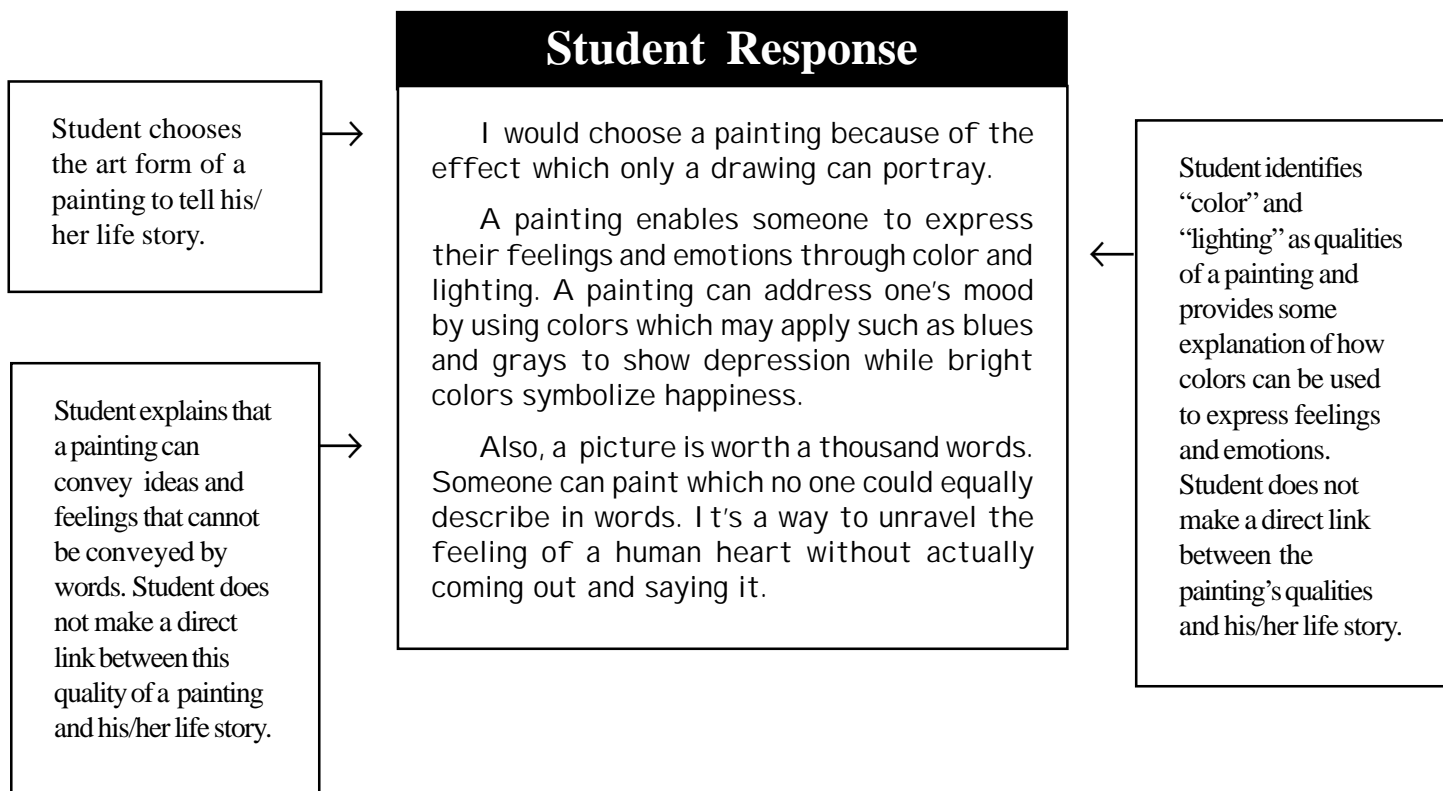 Student Response
Student chooses
the art form of a
painting to tell his/
her life story.
Student explains that
a painting can
convey ideas and
feelings that cannot
be conveyed by
words. Student does
not make a direct
link between this
quality of a painting
and his/her life story.
I would choose a painting because of the
effect which only a drawing can portray.
A painting enables someone to express
their feelings and emotions through color and
lighting. A painting can address one's mood
by using colors which may apply such as blues
and grays to show depression while bright
colors symbolize happiness.
Also, a picture is worth a thousand words.
Someone can paint which no one could equally
describe in words. It's a way to unravel the
feeling of a human heart without actually
coming out and saying it.
Student identifies
“color” and
“lighting” as qualities
of a painting and
provides some
explanation of how
colors can be used
to express feelings
and emotions.
Student does not
make a direct link
between the
painting's qualities
and his/her life story.